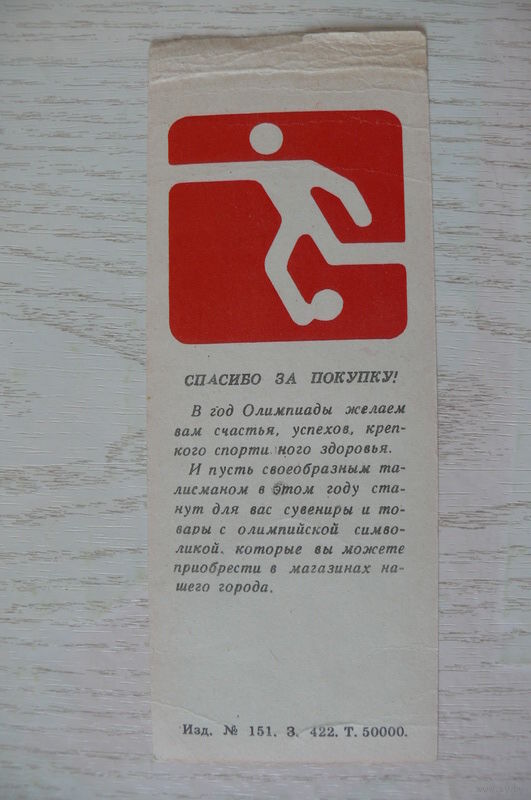 СПАСИБО ЗА ПОКУПКУ!
В год Олимпиады желаем
вам счастья, успехов, креп-
кого спорти ного здоровья.
И пусть своеобразным та-
лисманом в этом году ста-
нут для вас сувениры и то-
вары с олимпийской симво-
ликой. которые вы можете
приобрести в магазинах на-
шего города.
Изд. № 151. З. 422. Т. 50000.